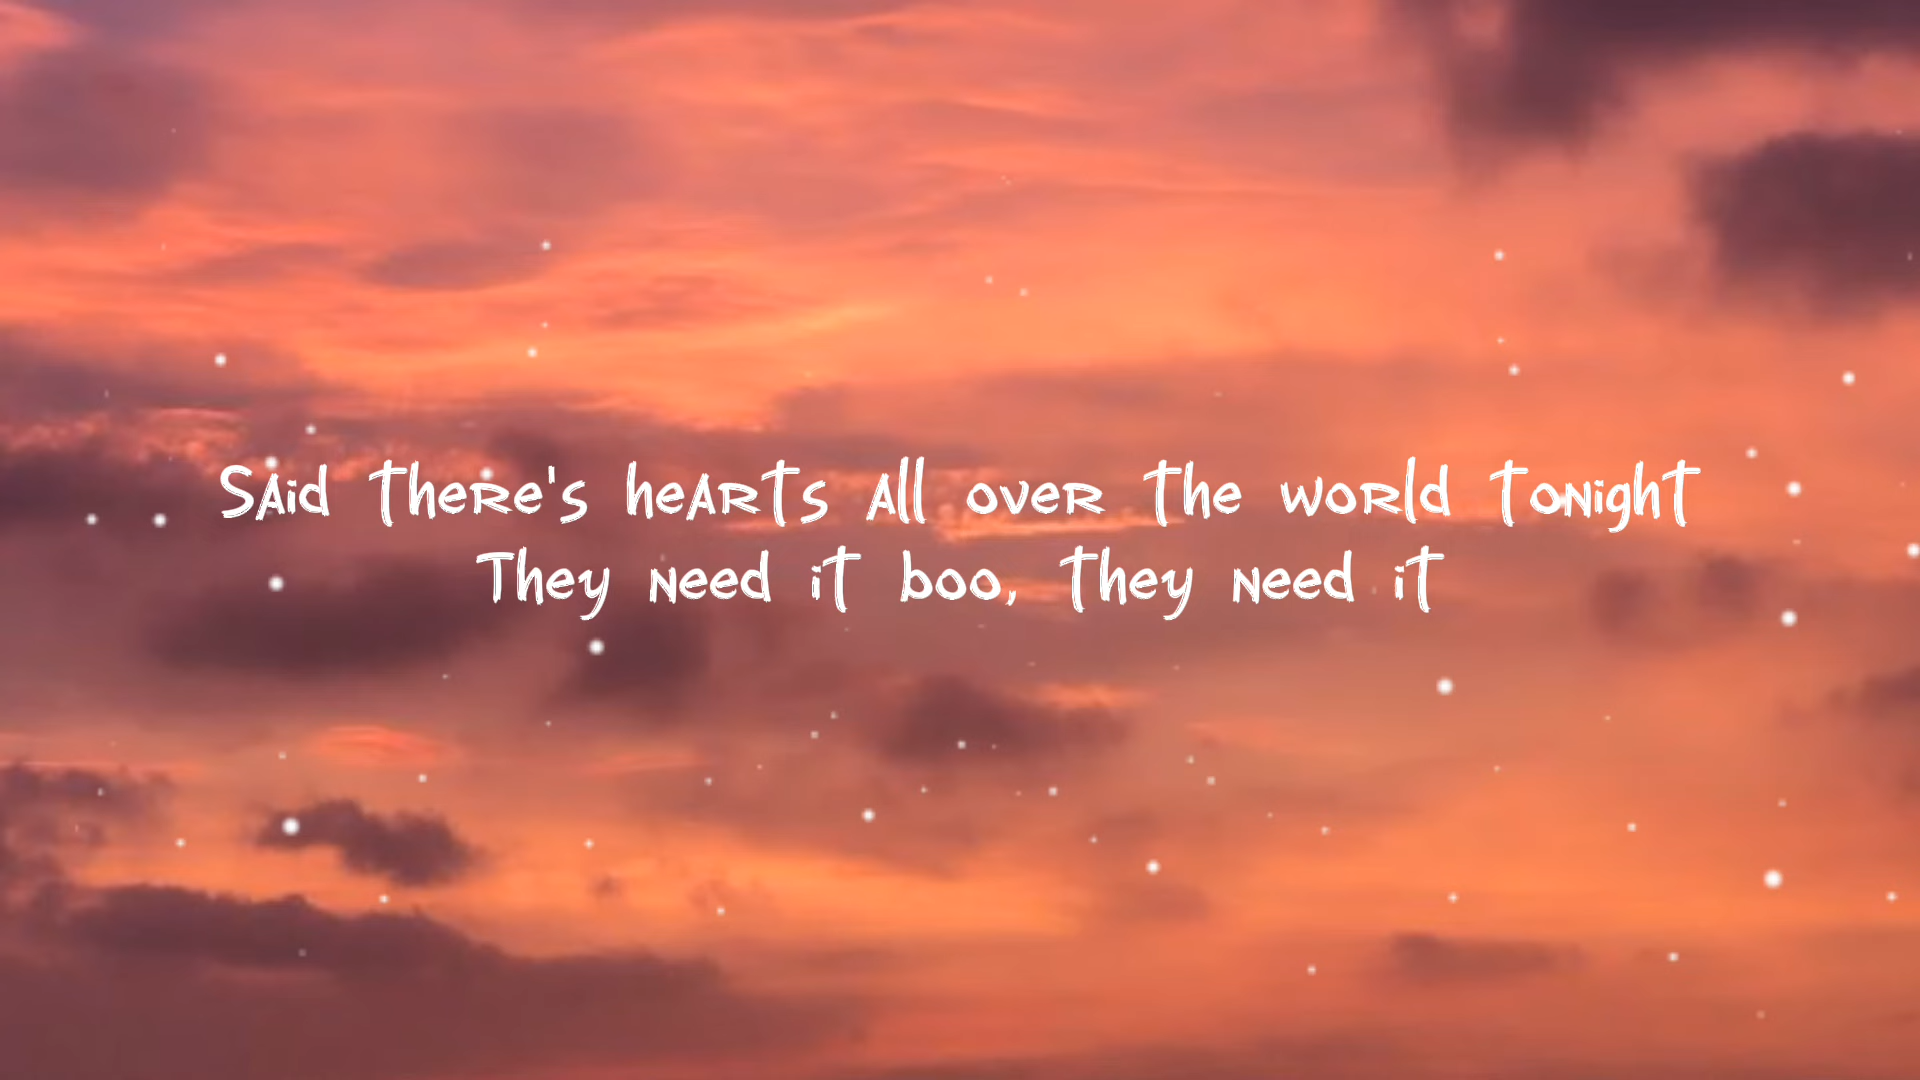 Said there's hearts all over the world tonight
They need it boo, they need it